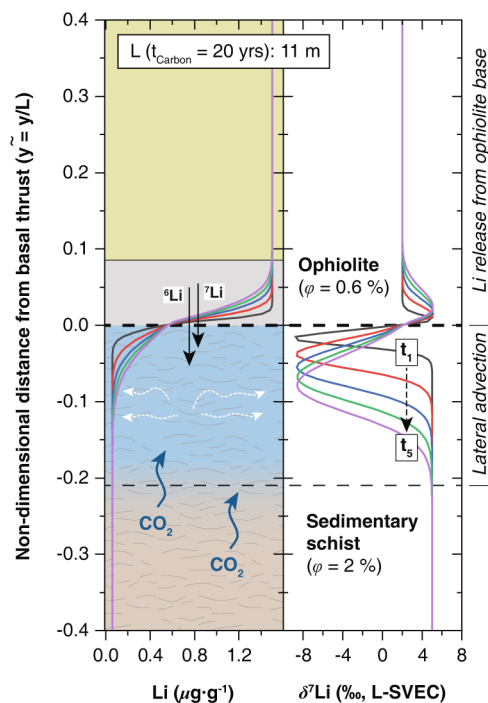 L (tCarbon = 20 yrs): 11 m
Non-dimensional distance from basal thrust (ỹ = y/L)
0.4
0.3
0.2
0.1
0.0
-0.1
-0.2
-0.3
-0.4
⁶Li
⁷Li
CO₂
CO₂
Ophiolite
(φ = 0.6 %)
t₁
t₅
Sedimentary
schist
(φ = 2 %)
Li release from ophiolite base
Lateral advection
0.0 0.4 0.8 1.2
-8 -4 0 4 8
Li (μg·g⁻¹)
δ⁷Li (‰, L-SVEC)